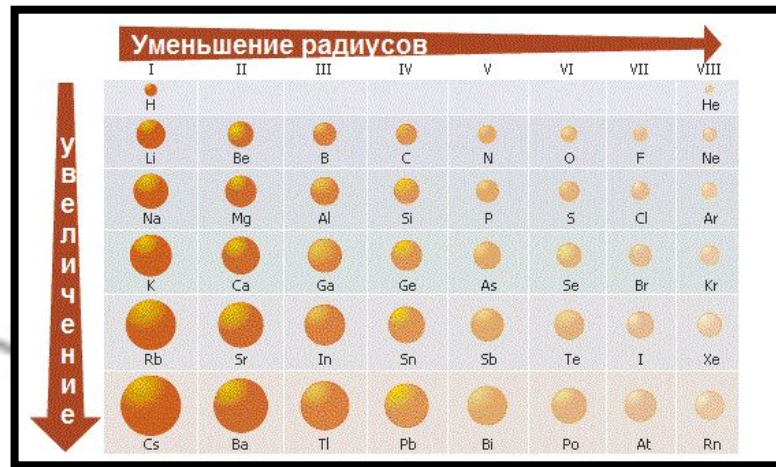 Уменьшение радиусов
увеличение
I II III IV V VI VII VIII
H He
Li Be B C N O F Ne
Na Mg Al Si P S Cl Ar
K Ca Ga Ge As Se Br Kr
Rb Sr In Sn Sb Te I Xe
Cs Ba Tl Pb Bi Po At Rn